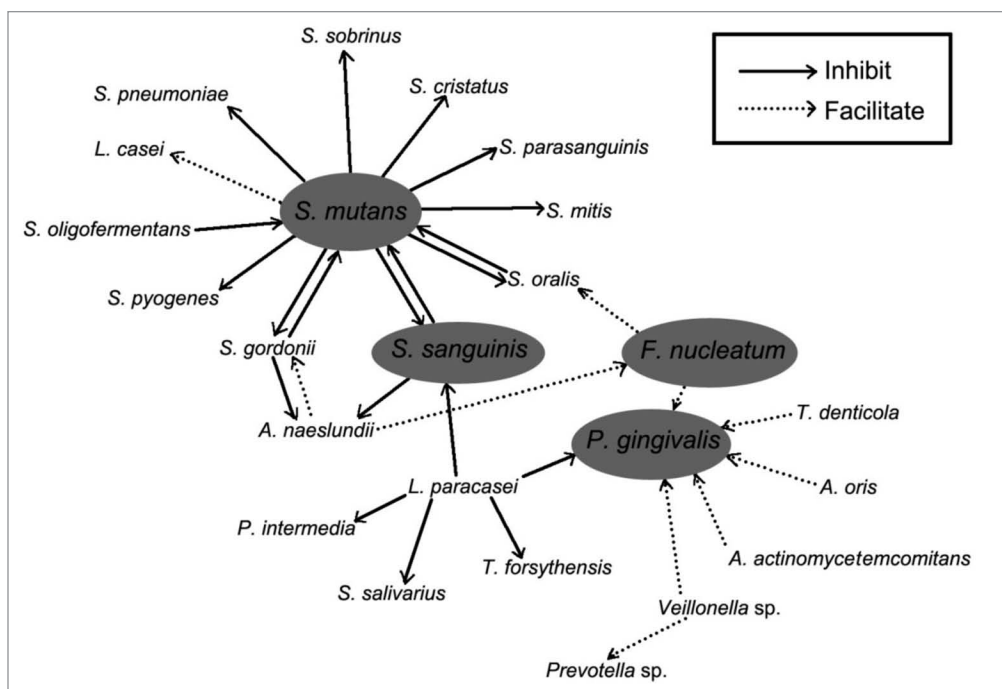 S. sobrinus
Inhibit
Facilitate
S. pneumoniae
S. cristatus
L. casei
S. parasanguinis
S. mutans
S. mitis
S. oligofermentans
S. oralis
S. pyogenes
S. gordonii
S. sanguinis
F. nucleatum
T. denticola
A. naeslundii
P. gingivalis
L. paracasei
A. oris
P. intermedia
T. forsythensis
A. actinomycetemcomitans
S. salivarius
Veillonella sp.
Prevotella sp.